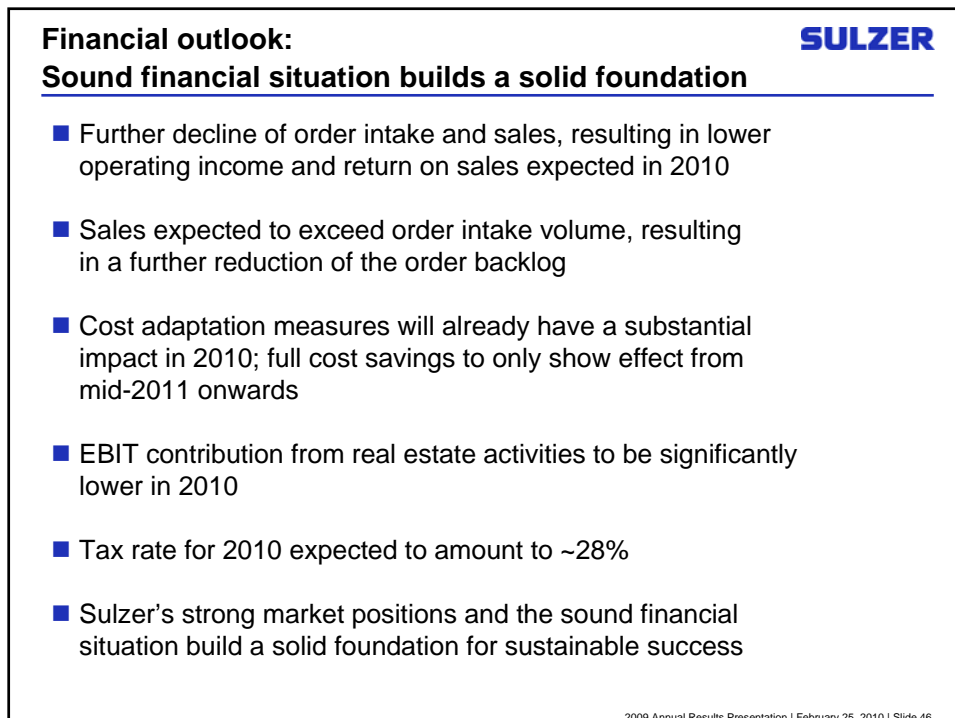 Financial outlook:
SULZER
Sound financial situation builds a solid foundation
Further decline of order intake and sales, resulting in lower
operating income and return on sales expected in 2010
Sales expected to exceed order intake volume, resulting
in a further reduction of the order backlog
Cost adaptation measures will already have a substantial
impact in 2010; full cost savings to only show effect from
mid-2011 onwards
EBIT contribution from real estate activities to be significantly
lower in 2010
Tax rate for 2010 expected to amount to ~28%
Sulzer’s strong market positions and the sound financial
situation build a solid foundation for sustainable success
2009 Annual Results Presentation | February 25, 2010 | Slide 46